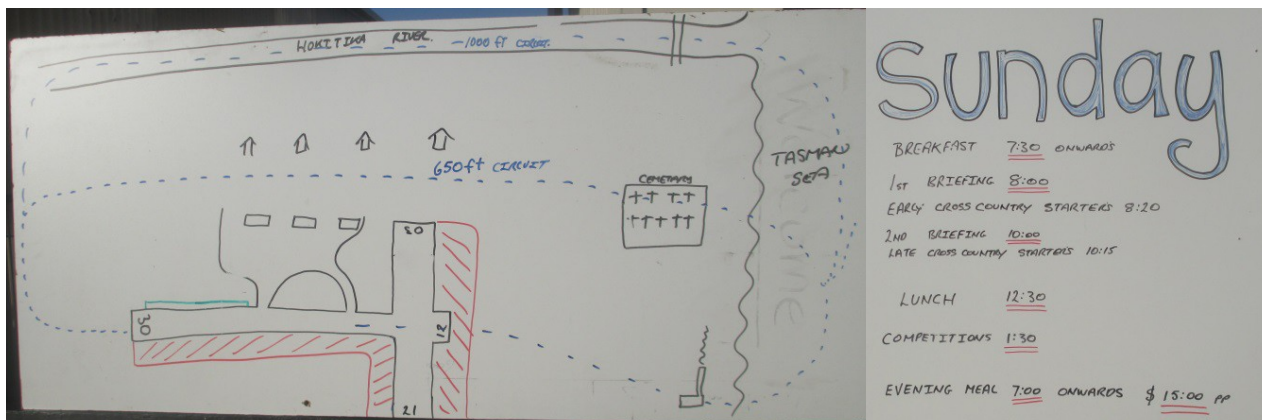 HOKITIKA RIVER.
1000 ft CIRCUIT.
650ft CIRCUIT
CEMETARY
TASMAN
SEA
Welcome
03
30
12
21
Sunday
BREAKFAST 7:30 ONWARDS
1ST BRIEFING 8:00
EARLY CROSS COUNTRY STARTERS 8:20
2ND BRIEFING 10:00
LATE CROSS COUNTRY STARTERS 10:15
LUNCH 12:30
COMPETITIONS 1:30
EVENING MEAL 7:00 ONWARDS $15:00 PP